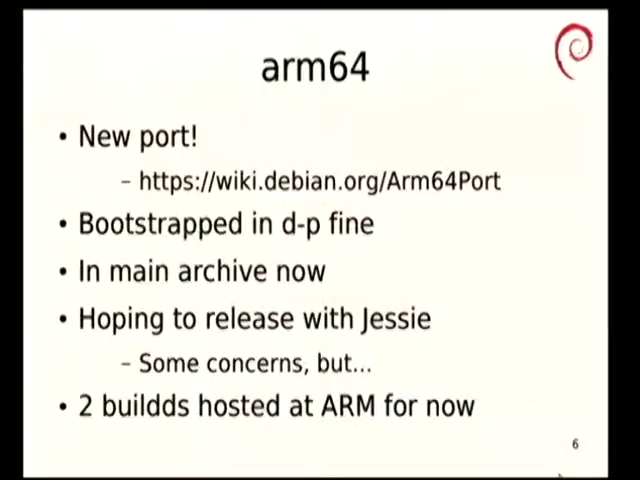 arm64
• New port!
– https://wiki.debian.org/Arm64Port
• Bootstrapped in d-p fine
• In main archive now
• Hoping to release with Jessie
– Some concerns, but...
• 2 buildds hosted at ARM for now
6